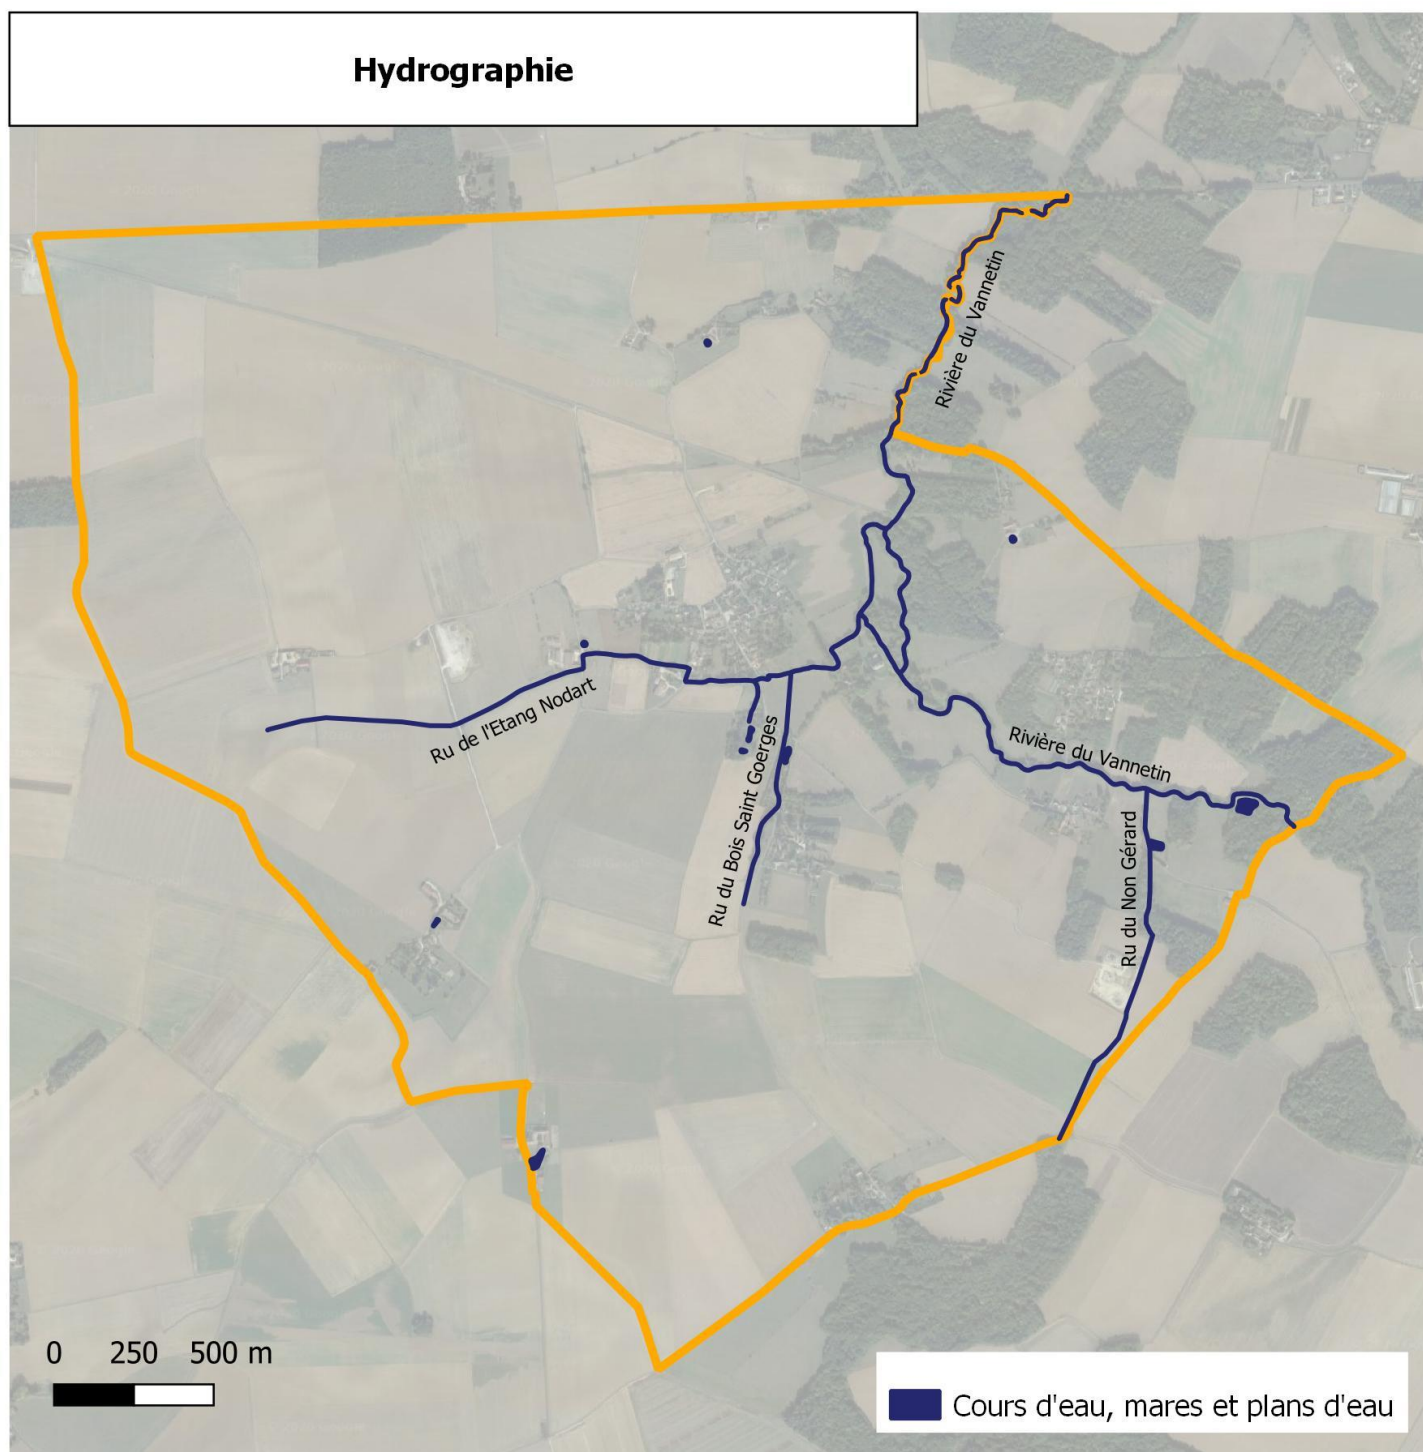 Hydrographie
Rivière du Vannetin
Ru de l'Etang Nodart
Ru du Bois Saint Goerges
Rivière du Vannetin
Ru du Non Gérard
0 250 500 m
Cours d'eau, mares et plans d'eau